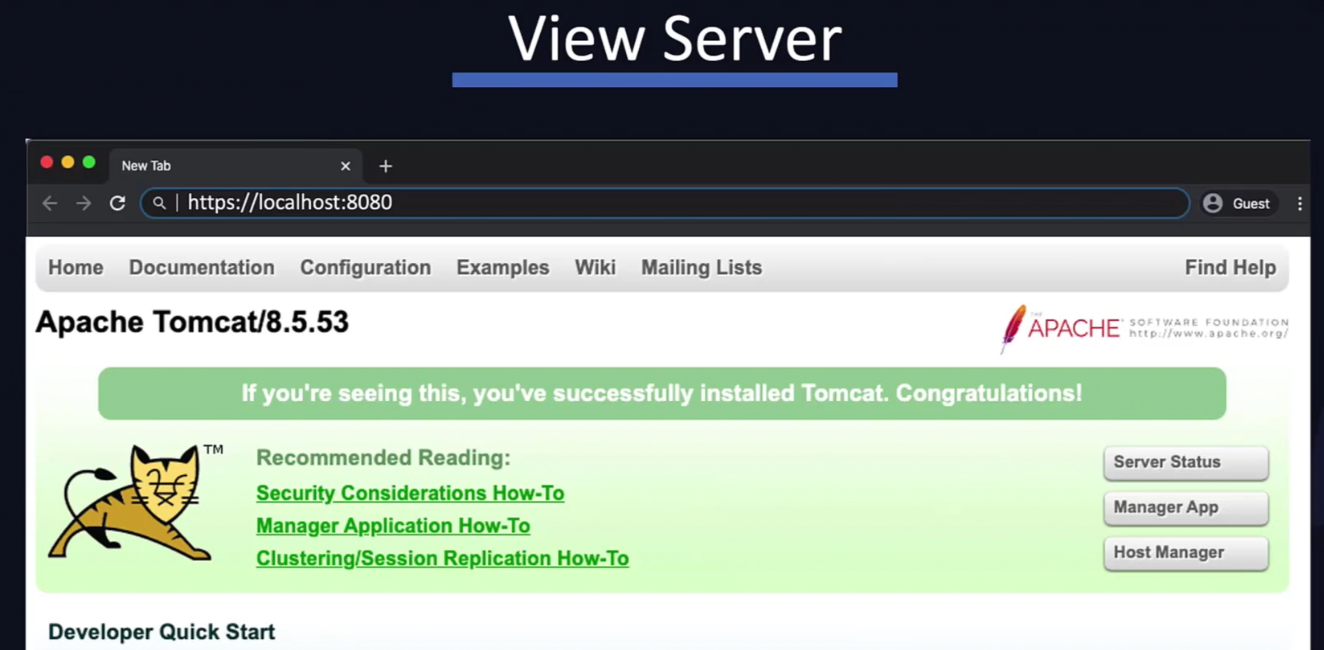 View Server
New Tab
https://localhost:8080
Guest
Home Documentation Configuration Examples Wiki Mailing Lists Find Help
Apache Tomcat/8.5.53
THE APACHE SOFTWARE FOUNDATION
http://www.apache.org/
If you're seeing this, you've successfully installed Tomcat. Congratulations!
TM
Recommended Reading:
Security Considerations How-To
Manager Application How-To
Clustering/Session Replication How-To
Server Status
Manager App
Host Manager
Developer Quick Start